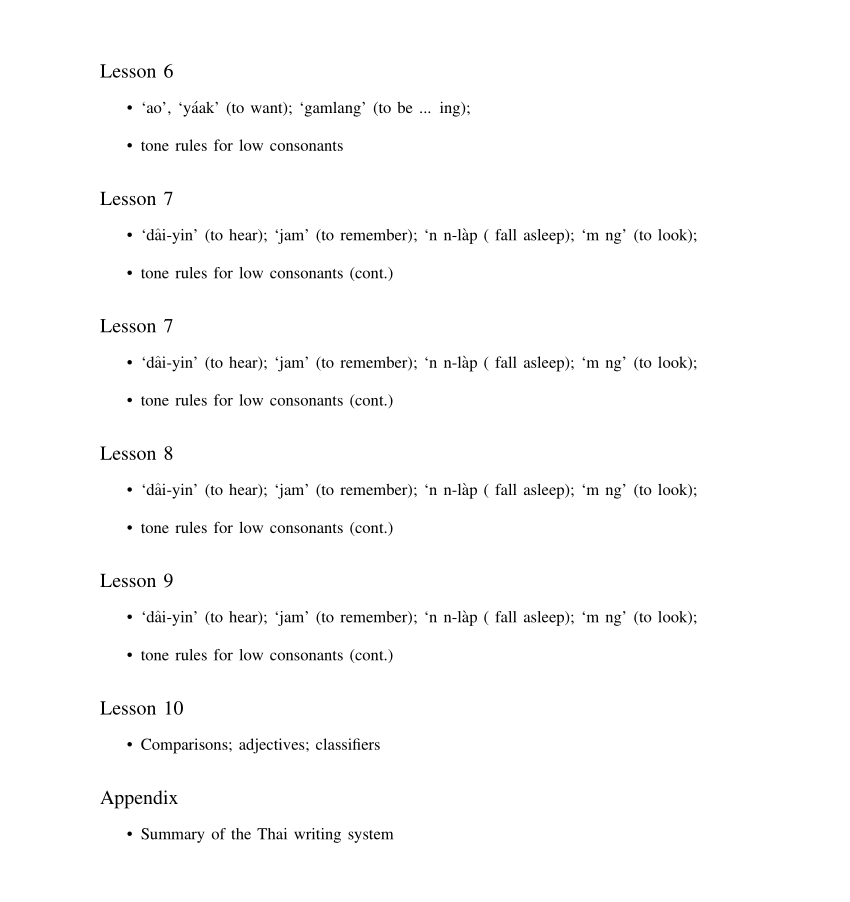 Lesson 6
• ‘ao’, ‘yáak’ (to want); ‘gamlang’ (to be ... ing);
• tone rules for low consonants
Lesson 7
• ‘dâi-yin’ (to hear); ‘jam’ (to remember); ‘n n-làp ( fall asleep); ‘m ng’ (to look);
• tone rules for low consonants (cont.)
Lesson 7
• ‘dâi-yin’ (to hear); ‘jam’ (to remember); ‘n n-làp ( fall asleep); ‘m ng’ (to look);
• tone rules for low consonants (cont.)
Lesson 8
• ‘dâi-yin’ (to hear); ‘jam’ (to remember); ‘n n-làp ( fall asleep); ‘m ng’ (to look);
• tone rules for low consonants (cont.)
Lesson 9
• ‘dâi-yin’ (to hear); ‘jam’ (to remember); ‘n n-làp ( fall asleep); ‘m ng’ (to look);
• tone rules for low consonants (cont.)
Lesson 10
• Comparisons; adjectives; classifiers
Appendix
• Summary of the Thai writing system